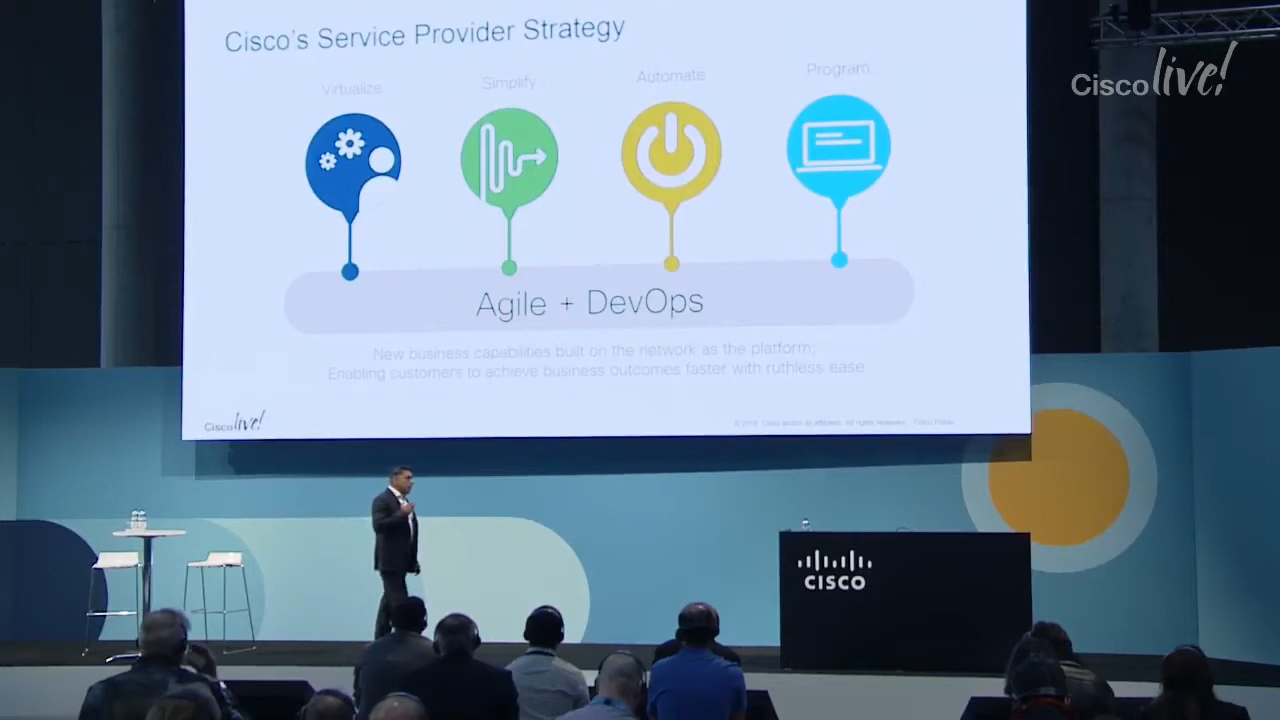 Cisco's Service Provider Strategy
Virtualize
Simplify
Automate
Program
Agile + DevOps
New business capabilities built on the network as the platform;
Enabling customers to achieve business outcomes faster with ruthless ease
Cisco live!
Cisco live!
CISCO